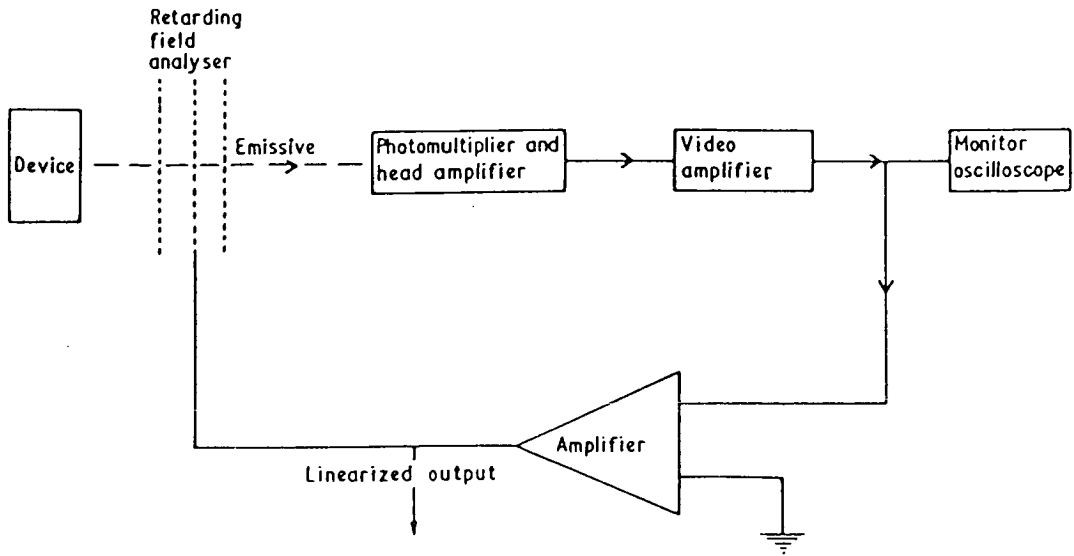 Retarding
field
analyser
Device
Emissive
Photomultiplier and
head amplifier
Video
amplifier
Monitor
oscilloscope
Amplifier
Linearized output